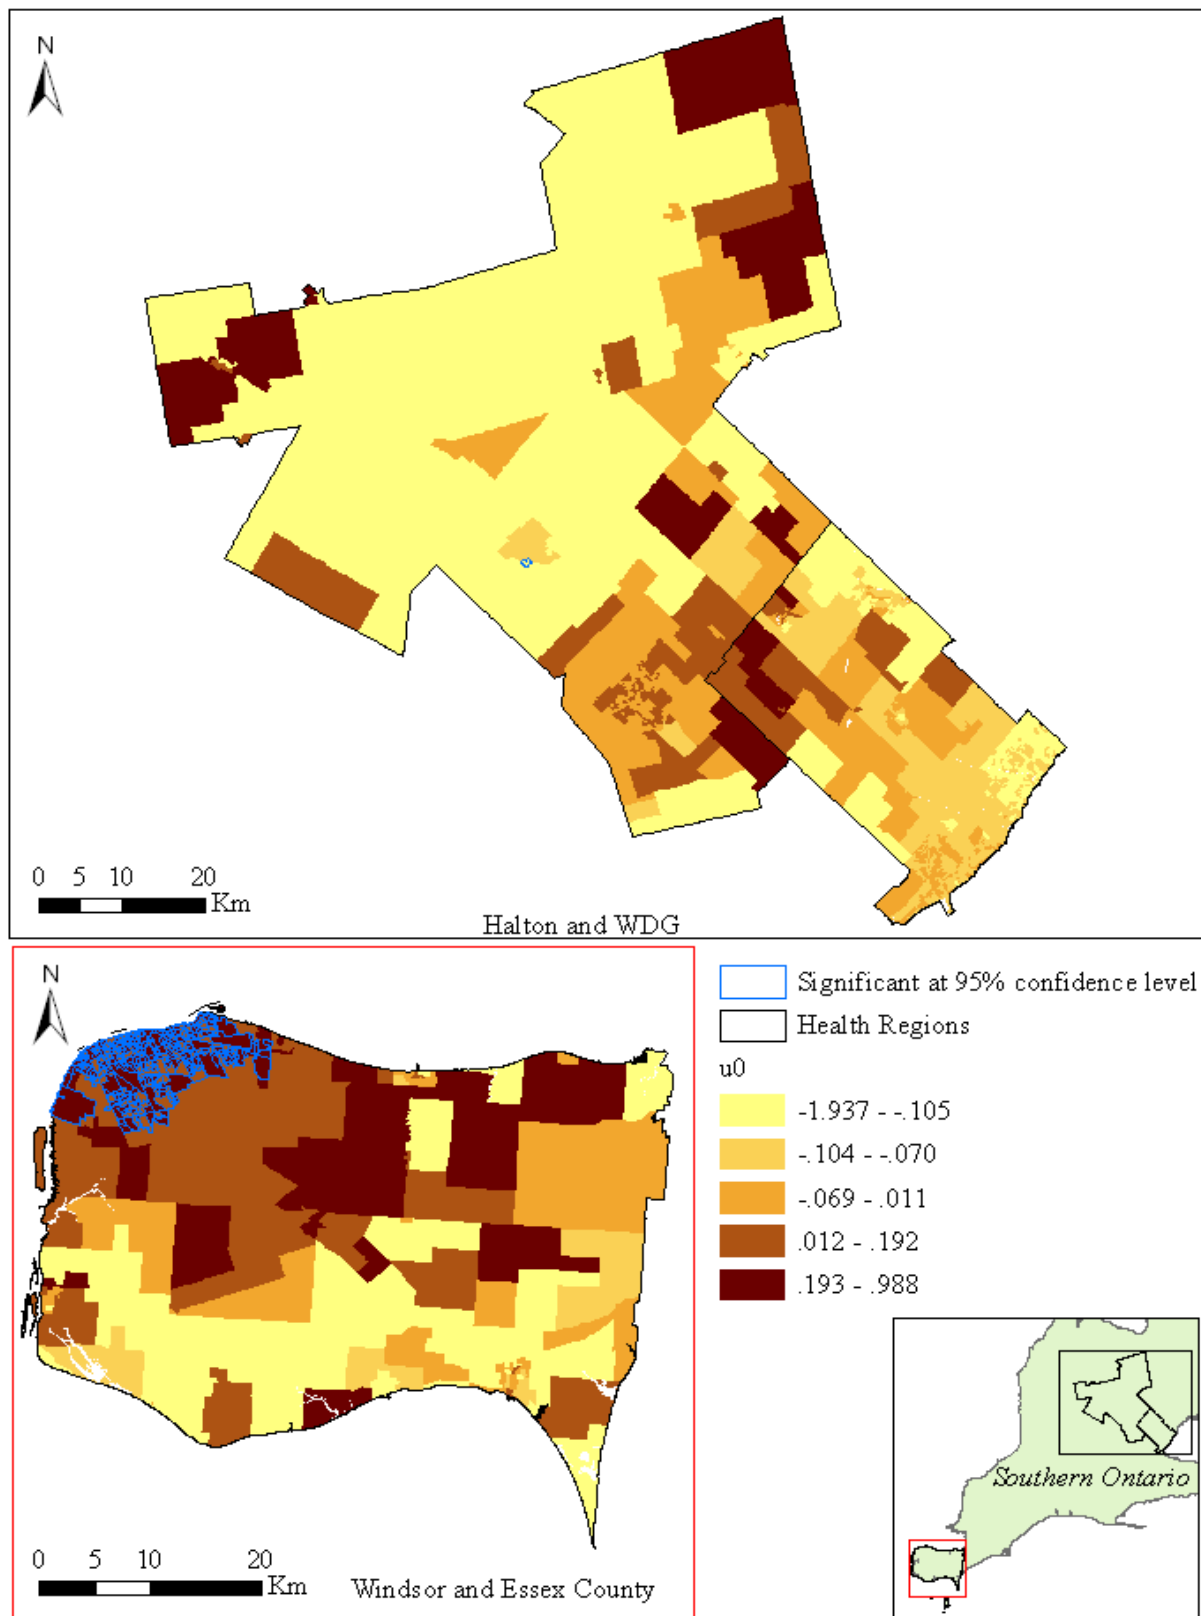 N
0 5 10 20
Km
Halton and WDG
N
0 5 10 20
Km
Windsor and Essex County
Significant at 95% confidence level
Health Regions
u0
-1.937 - -.105
-.104 - -.070
-.069 - .011
.012 - .192
.193 - .988
Southern Ontario